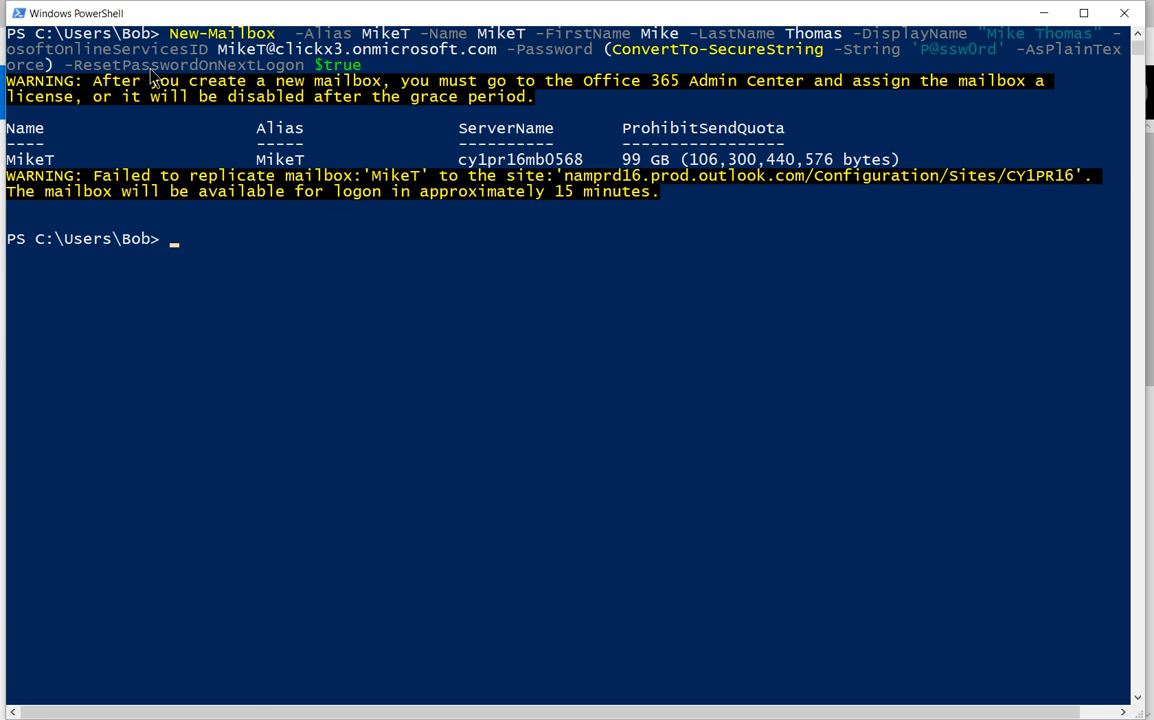 Windows PowerShell
PS C:\Users\Bob> New-Mailbox  -Alias MikeT -Name MikeT -FirstName Mike -LastName Thomas -DisplayName "Mike Thomas" -
osoftOnlineServicesID MikeT@clickx3.onmicrosoft.com -Password (ConvertTo-SecureString -String 'P@ssw0rd' -AsPlainTex
orce) -ResetPasswordOnNextLogon $true
WARNING: After you create a new mailbox, you must go to the Office 365 Admin Center and assign the mailbox a
license, or it will be disabled after the grace period.
Name Alias ServerName ProhibitSendQuota
---- ----- ---------- -----------------
MikeT MikeT cy1pr16mb0568 99 GB (106,300,440,576 bytes)
WARNING: Failed to replicate mailbox:'MikeT' to the site:'namprd16.prod.outlook.com/Configuration/Sites/CY1PR16'.
The mailbox will be available for logon in approximately 15 minutes.
PS C:\Users\Bob> _